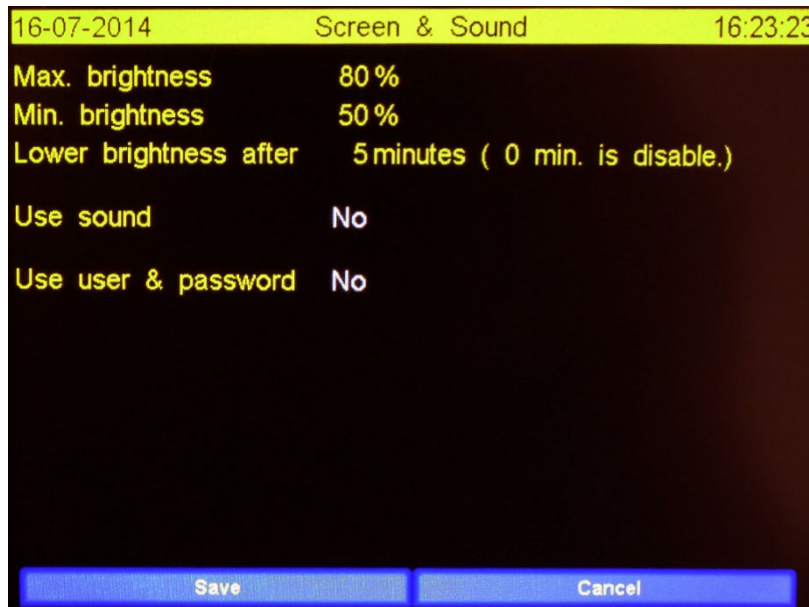 16-07-2014 Screen & Sound 16:23:23
Max. brightness 80 %
Min. brightness 50 %
Lower brightness after 5 minutes ( 0 min. is disable.)
Use sound No
Use user & password No
Save Cancel